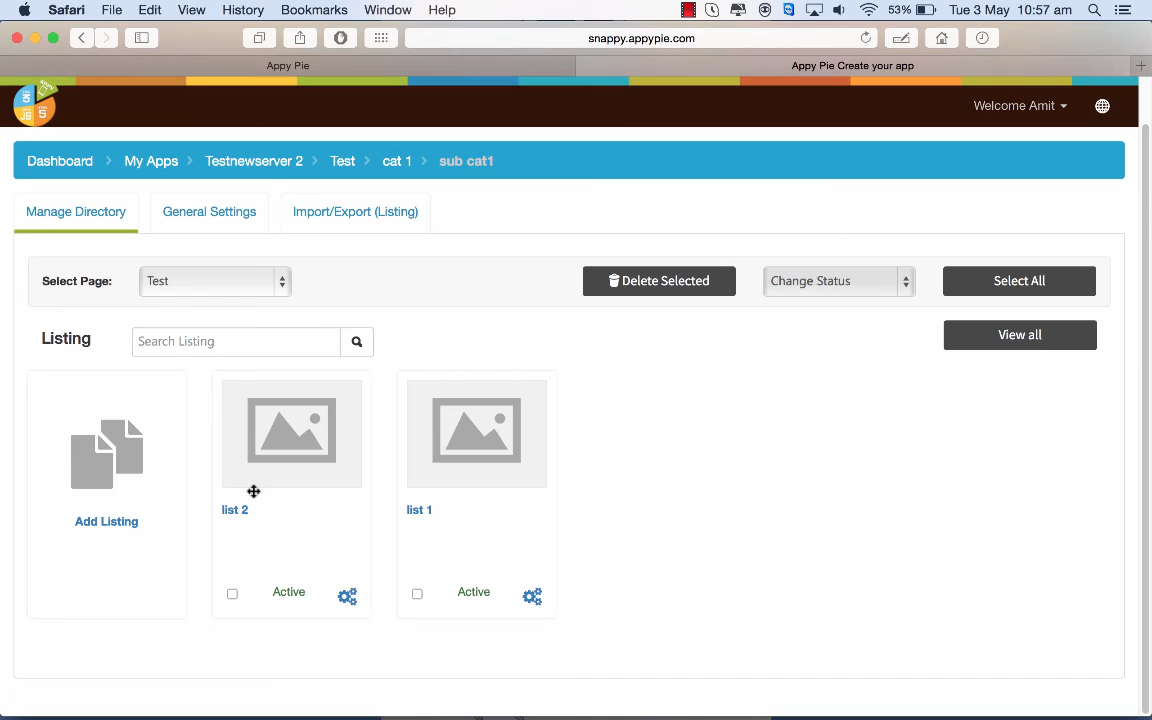 Safari File Edit View History Bookmarks Window Help 53% Tue 3 May 10:57 am
snappy.appypie.com
Appy Pie Appy Pie Create your app
Welcome Amit
Dashboard My Apps Testnewserver 2 Test cat 1 sub cat1
Manage Directory General Settings Import/Export (Listing)
Select Page: Test Delete Selected Change Status Select All
Listing Search Listing View all
Add Listing
list 2 list 1
Active Active